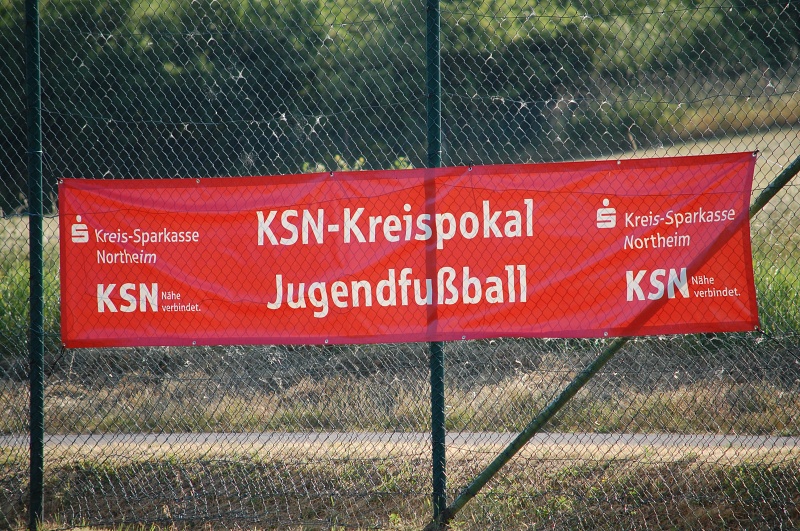 Kreis-Sparkasse
Northeim
KSN Nähe
verbindet.
KSN-Kreispokal
Jugendfußball
Kreis-Sparkasse
Northeim
KSN Nähe
verbindet.